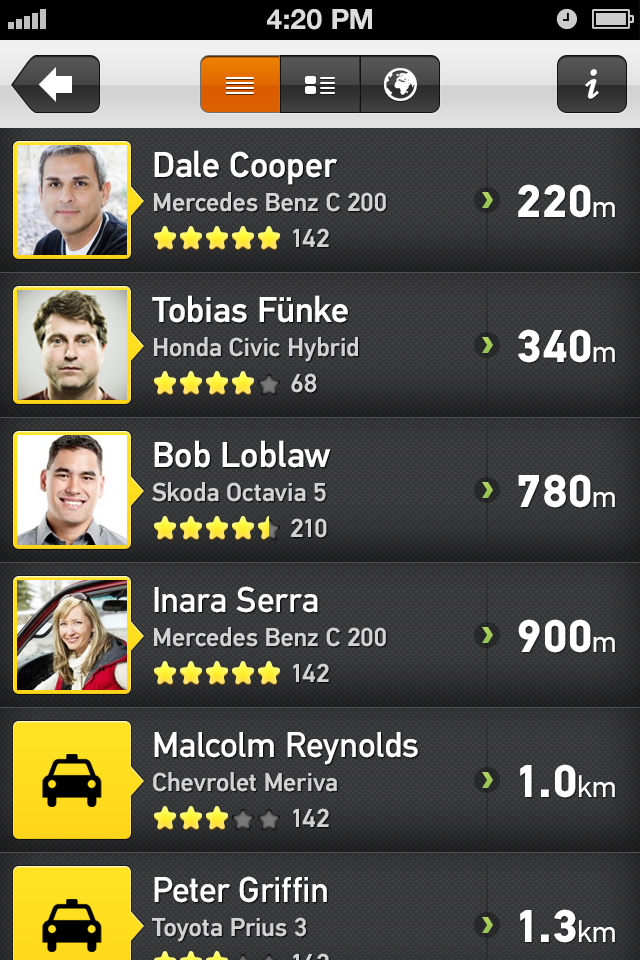 4:20 PM
i
Dale Cooper
Mercedes Benz C 200
142
220m
Tobias Fünke
Honda Civic Hybrid
68
340m
Bob Loblaw
Skoda Octavia 5
210
780m
Inara Serra
Mercedes Benz C 200
142
900m
Malcolm Reynolds
Chevrolet Meriva
142
1.0km
Peter Griffin
Toyota Prius 3
1.3km